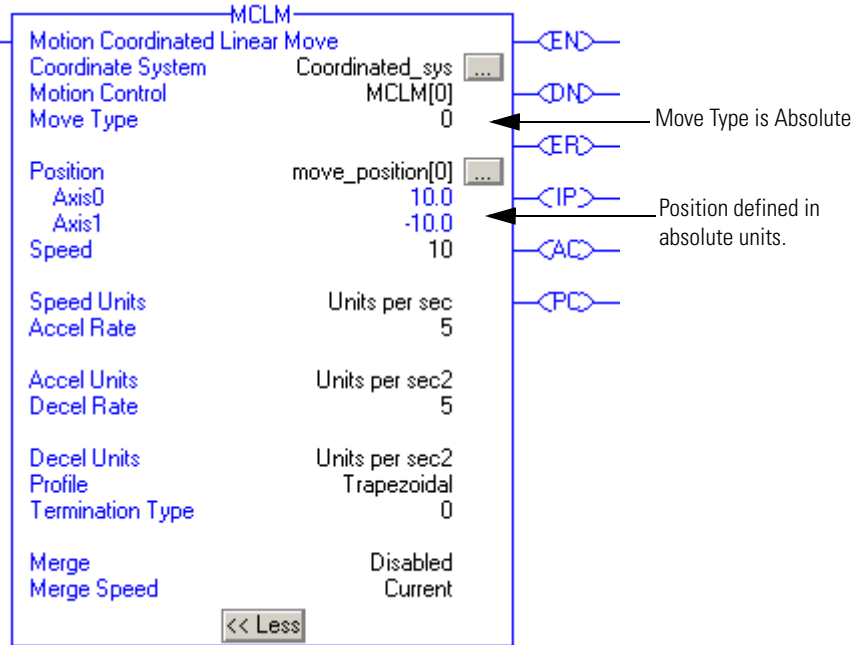 MCLM
Motion Coordinated Linear Move
EN
Coordinate System Coordinated_sys ...
Motion Control MCLM[0]
DN
Move Type 0
Move Type is Absolute
ER
Position move_position[0] ...
Axis0 10.0
IP
Position defined in
absolute units.
Axis1 -10.0
Speed 10
AC
Speed Units Units per sec
PC
Accel Rate 5
Accel Units Units per sec2
Decel Rate 5
Decel Units Units per sec2
Profile Trapezoidal
Termination Type 0
Merge Disabled
Merge Speed Current
<< Less